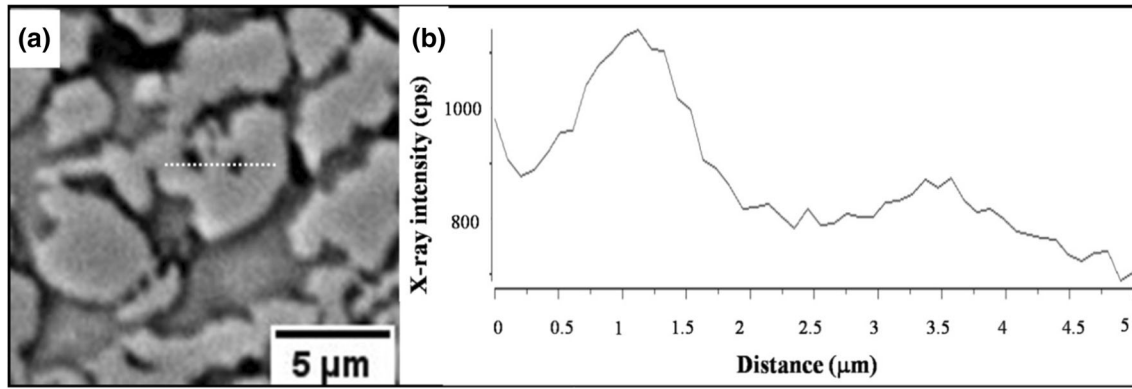 (a)
5 μm
(b)
X-ray intensity (cps)
1000
800
0 0.5 1 1.5 2 2.5 3 3.5 4 4.5 5
Distance (μm)